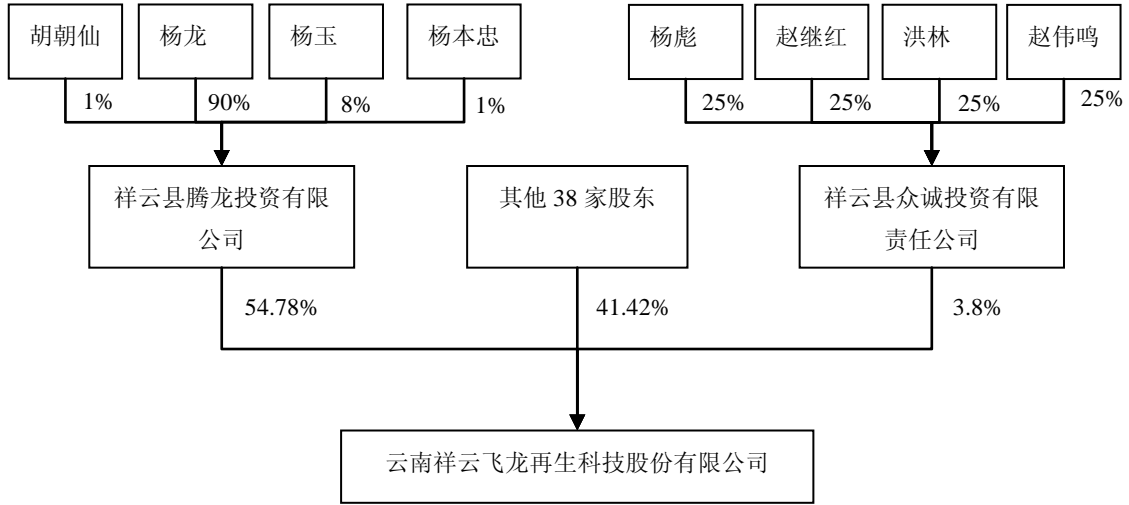 胡朝仙 杨龙 杨玉 杨本忠 杨彪 赵继红 洪林 赵伟鸣
1% 90% 8% 1% 25% 25% 25% 25%
祥云县腾龙投资有限
公司
其他 38 家股东
祥云县众诚投资有限
责任公司
54.78% 41.42% 3.8%
云南祥云飞龙再生科技股份有限公司